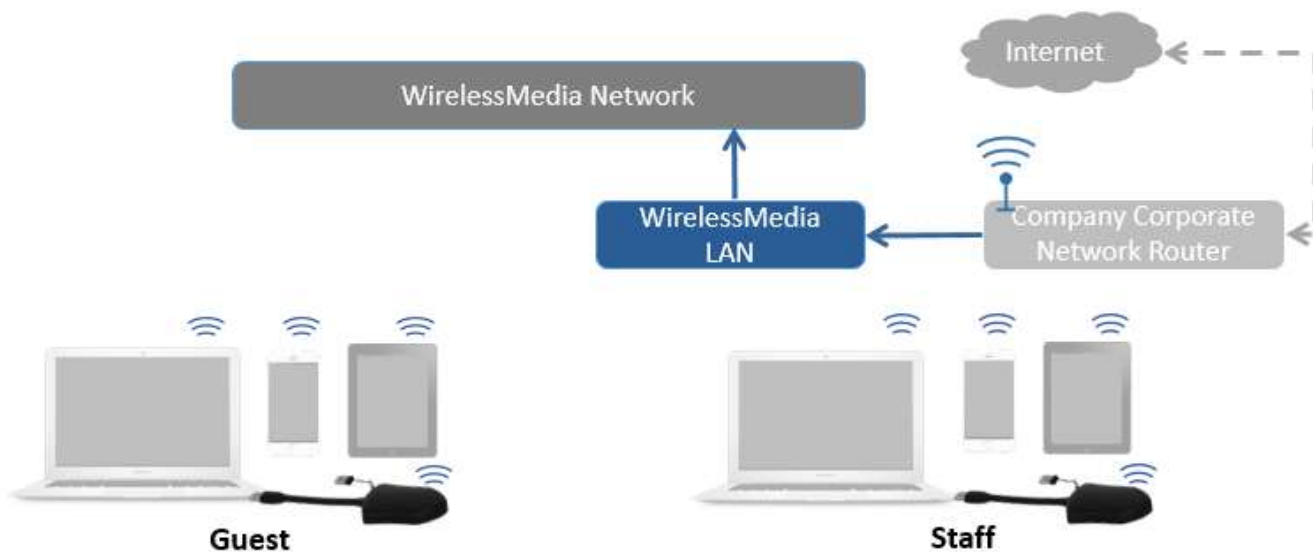 Internet
WirelessMedia Network
WirelessMedia
LAN
Company Corporate
Network Router
Guest
Staff